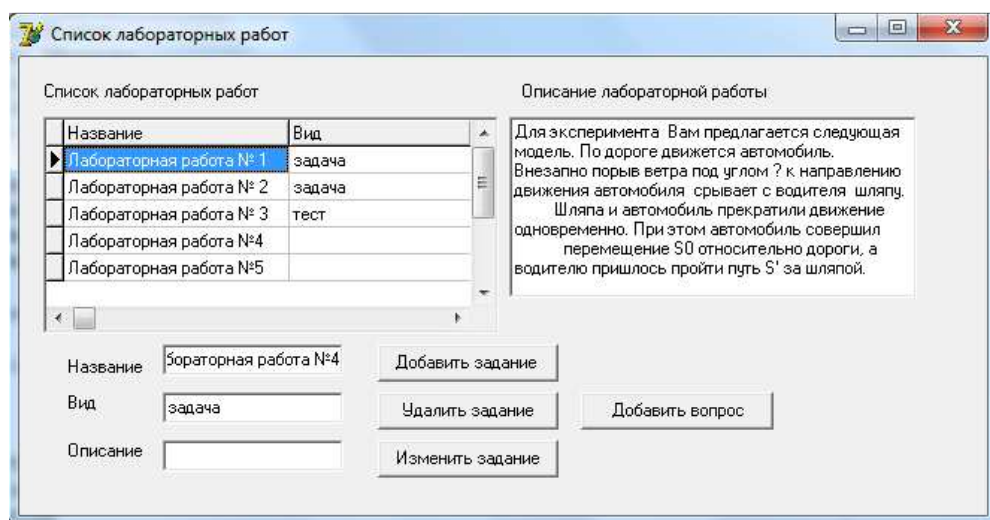 Список лабораторных работ
Список лабораторных работ
Описание лабораторной работы
Название Вид
Лабораторная работа № 1 задача
Лабораторная работа № 2 задача
Лабораторная работа № 3 тест
Лабораторная работа №4
Лабораторная работа №5
Для эксперимента Вам предлагается следующая
модель. По дороге движется автомобиль.
Внезапно порыв ветра под углом ? к направлению
движения автомобиля срывает с водителя шляпу.
Шляпа и автомобиль прекратили движение
одновременно. При этом автомобиль совершил
перемещение S0 относительно дороги, а
водителю пришлось пройти путь S' за шляпой.
Название бораторная работа №4 Добавить задание
Вид задача Удалить задание Добавить вопрос
Описание Изменить задание